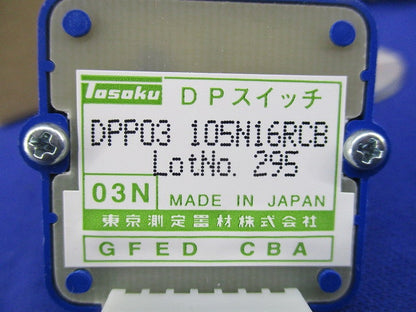 Tosoku DPスイッチ
DPP03 105N16RCB
LotNo. 295
03N MADE IN JAPAN
東京測定器材株式会社
GFED CBA